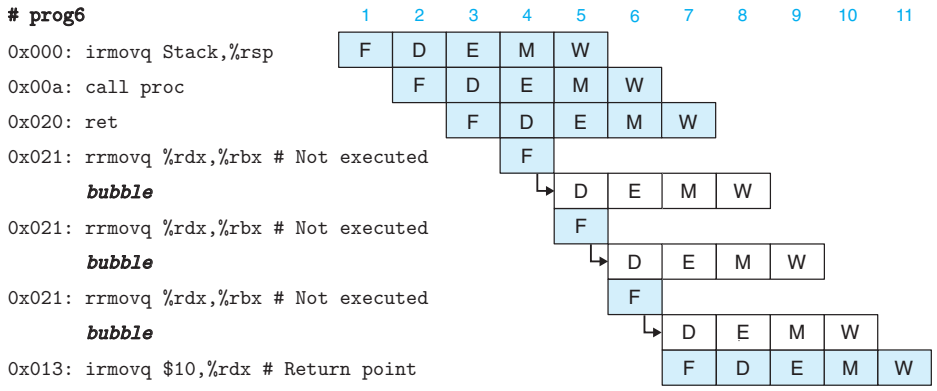 # prog6 1 2 3 4 5 6 7 8 9 10 11
0x000: irmovq Stack,%rsp F D E M W
0x00a: call proc F D E M W
0x020: ret F D E M W
0x021: rrmovq %rdx,%rbx # Not executed F
bubble D E M W
0x021: rrmovq %rdx,%rbx # Not executed F
bubble D E M W
0x021: rrmovq %rdx,%rbx # Not executed F
bubble D E M W
0x013: irmovq $10,%rdx # Return point F D E M W